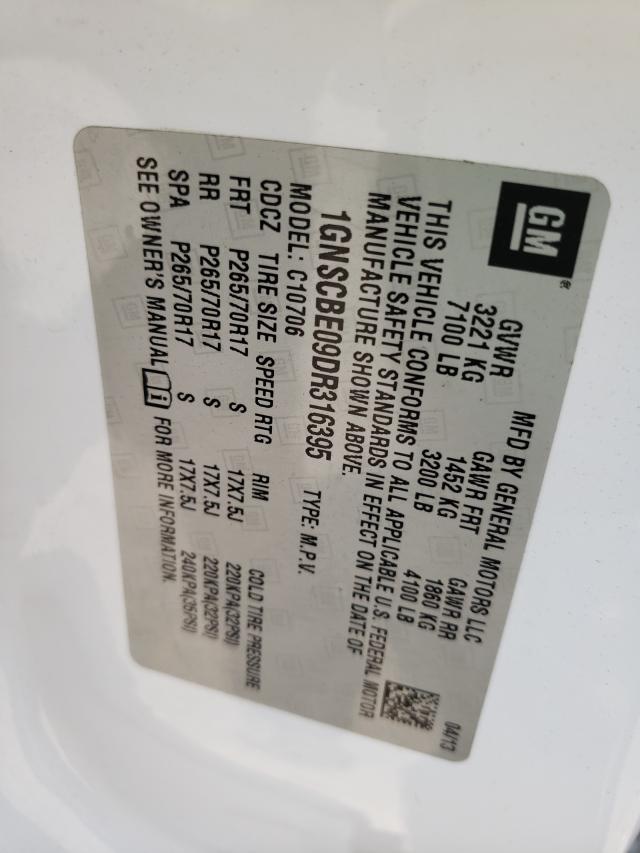 GM®
MFD BY GENERAL MOTORS LLC 04/13
GVWR GAWR FRT GAWR RR
3221 KG 1452 KG 1860 KG
7100 LB 3200 LB 4100 LB
THIS VEHICLE CONFORMS TO ALL APPLICABLE U.S. FEDERAL MOTOR
VEHICLE SAFETY STANDARDS IN EFFECT ON THE DATE OF
MANUFACTURE SHOWN ABOVE.
1GNSCBE09DR316395 TYPE: M.P.V.
MODEL: C10706
CDCZ TIRE SIZE SPEED RTG RIM COLD TIRE PRESSURE
FRT P265/70R17 S 17X7.5J 220KPA(32PSI)
RR P265/70R17 S 17X7.5J 220KPA(32PSI)
SPA P265/70R17 S 17X7.5J 240KPA(35PSI)
SEE OWNER'S MANUAL FOR MORE INFORMATION.